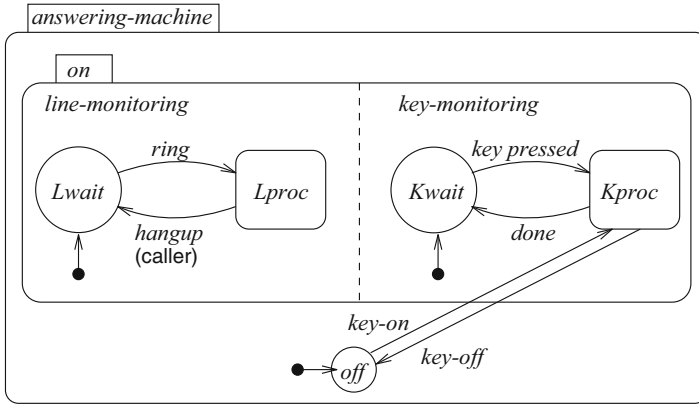 answering-machine
on
line-monitoring
key-monitoring
ring
key pressed
Lwait
Lproc
Kwait
Kproc
hangup
(caller)
done
key-on
key-off
off